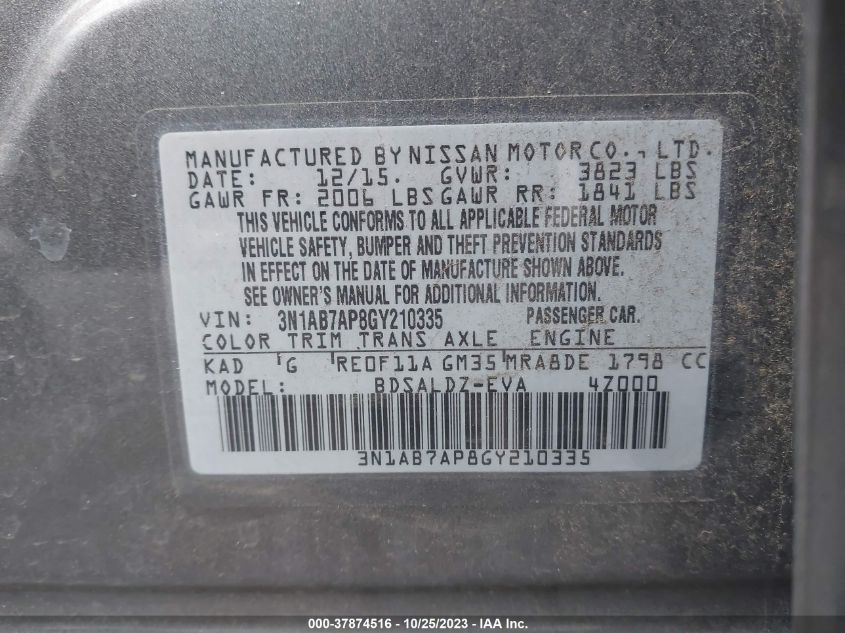 MANUFACTURED BY NISSAN MOTOR CO., LTD.
DATE: 12/15. GVWR: 3823 LBS
GAWR FR: 2006 LBS GAWR RR: 1841 LBS
THIS VEHICLE CONFORMS TO ALL APPLICABLE FEDERAL MOTOR
VEHICLE SAFETY, BUMPER AND THEFT PREVENTION STANDARDS
IN EFFECT ON THE DATE OF MANUFACTURE SHOWN ABOVE.
SEE OWNER'S MANUAL FOR ADDITIONAL INFORMATION.
VIN: 3N1AB7AP8GY210335 PASSENGER CAR.
COLOR TRIM TRANS AXLE ENGINE
KAD G RE0F11A GM35 MRA8DE 1798 CC
MODEL: BDSALDZ-EVA 4Z000
3N1AB7AP8GY210335
000-37874516 - 10/25/2023 - IAA Inc.